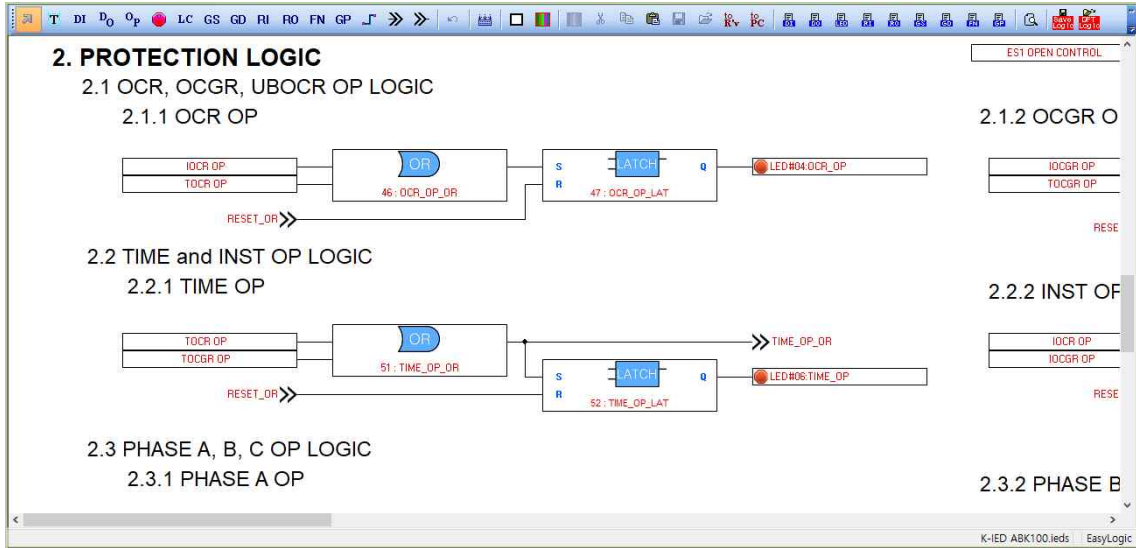 T DI DO OP LC GS GD RI RO FN GP
Save Logic OPT Logic
2. PROTECTION LOGIC
ES1 OPEN CONTROL
2.1 OCR, OCGR, UBOCR OP LOGIC
2.1.1 OCR OP
2.1.2 OCGR O
IOCR OP
TOCR OP
OR
46 : OCR_OP_OR
S
R
LATCH
Q
47 : OCR_OP_LAT
LED#04:OCR_OP
IOCGR OP
TOCGR OP
RESET_OR
RESE
2.2 TIME and INST OP LOGIC
2.2.1 TIME OP
2.2.2 INST OP
TOCR OP
TOCGR OP
OR
51 : TIME_OP_OR
TIME_OP_OR
S
R
LATCH
Q
52 : TIME_OP_LAT
LED#06:TIME_OP
IOCR OP
IOCGR OP
RESET_OR
RESE
2.3 PHASE A, B, C OP LOGIC
2.3.1 PHASE A OP
2.3.2 PHASE B
K-IED ABK100.ieds EasyLogic